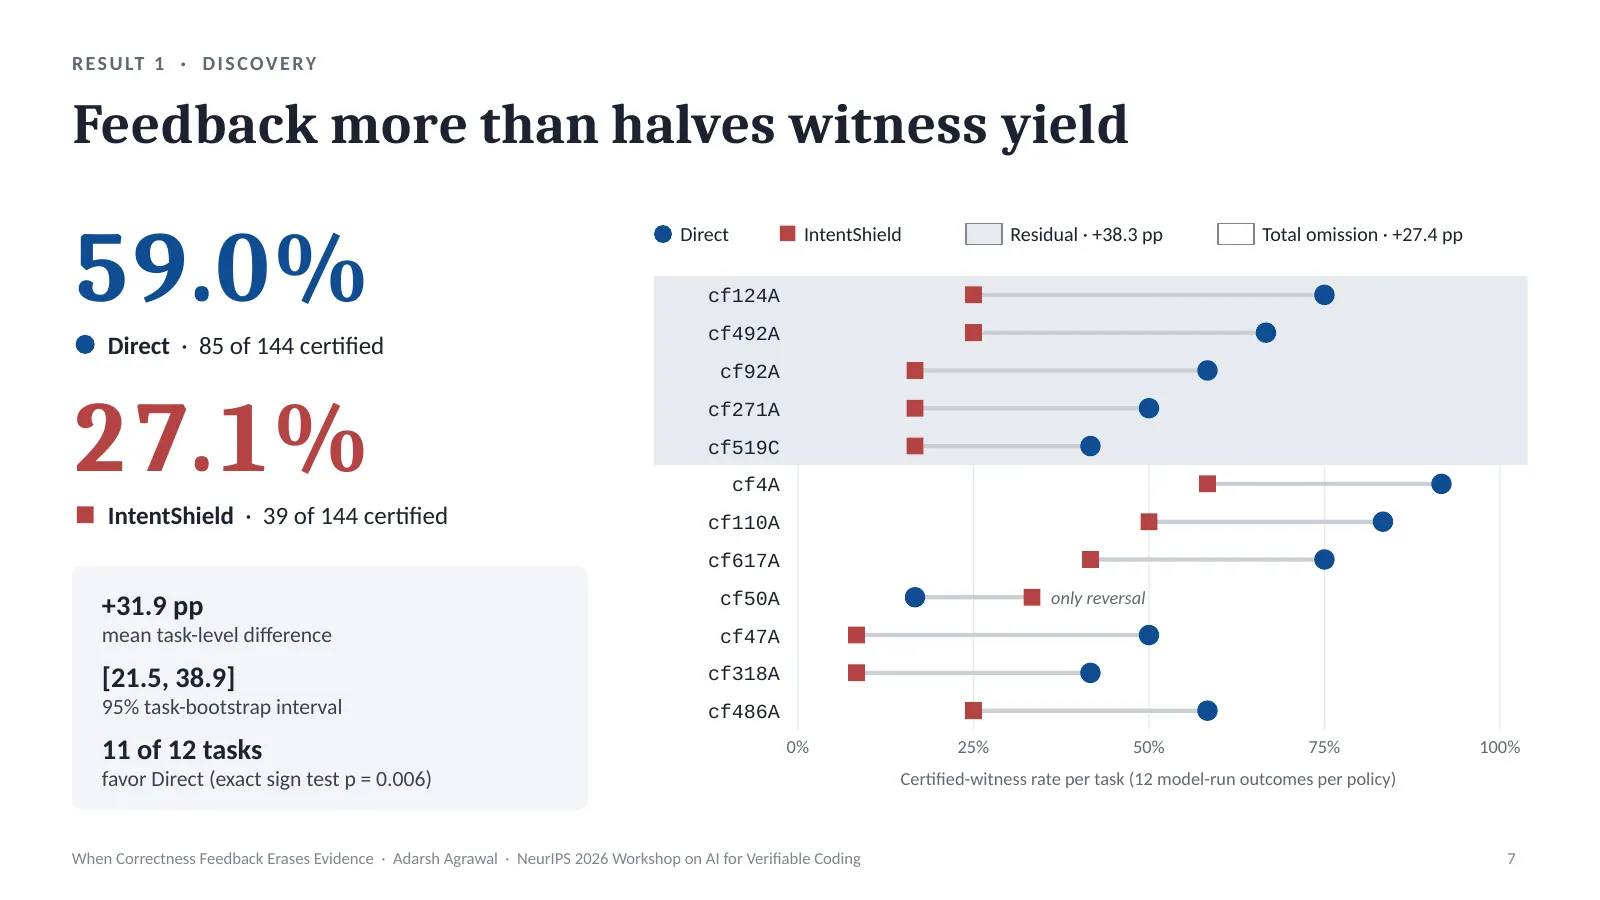 RESULT 1 · DISCOVERY
Feedback more than halves witness yield
59.0%
Direct · 85 of 144 certified
27.1%
IntentShield · 39 of 144 certified
+31.9 pp
mean task-level difference
[21.5, 38.9]
95% task-bootstrap interval
11 of 12 tasks
favor Direct (exact sign test p = 0.006)
Direct IntentShield Residual · +38.3 pp Total omission · +27.4 pp
cf124A
cf492A
cf92A
cf271A
cf519C
cf4A
cf110A
cf617A
cf50A only reversal
cf47A
cf318A
cf486A
0% 25% 50% 75% 100%
Certified-witness rate per task (12 model-run outcomes per policy)
When Correctness Feedback Erases Evidence · Adarsh Agrawal · NeurIPS 2026 Workshop on AI for Verifiable Coding 7